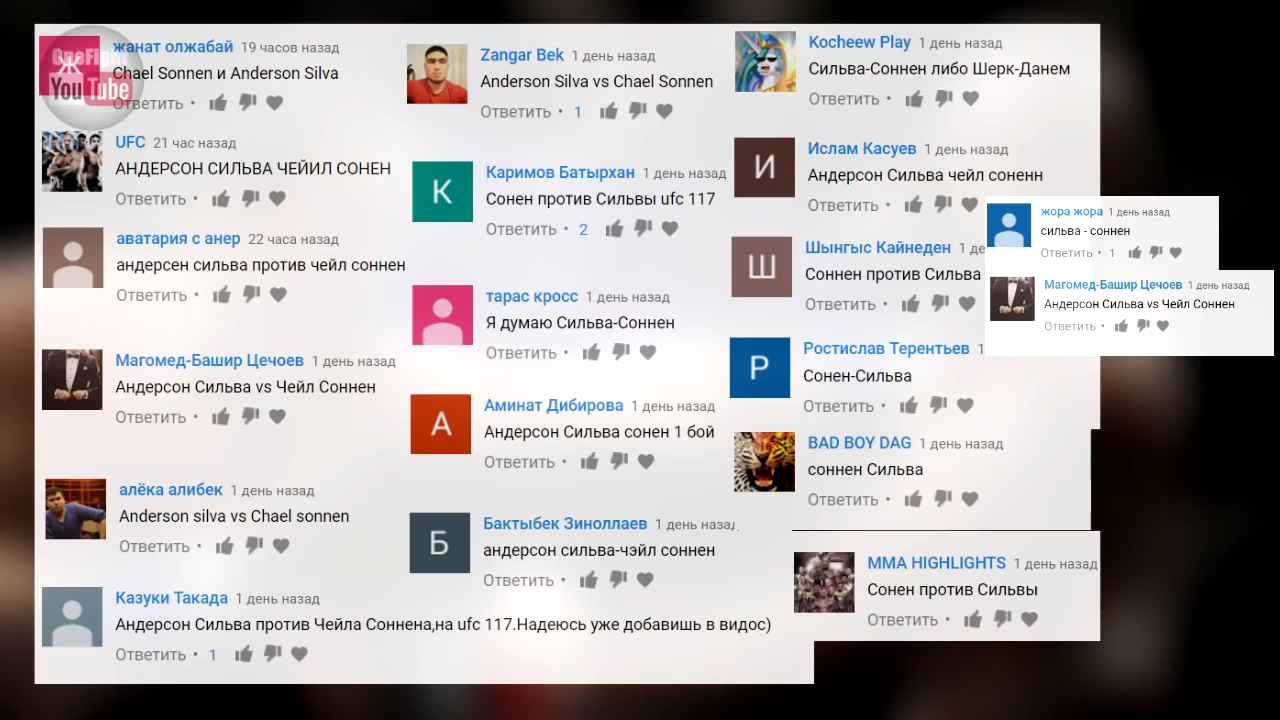 OneFight
Ж
YouTube
жанат олжабай 19 часов назад
Chael Sonnen и Anderson Silva
Ответить •
UFC 21 час назад
АНДЕРСОН СИЛЬВА ЧЕЙИЛ СОНЕН
Ответить •
аватария с анер 22 часа назад
андерсен сильва против чейл соннен
Ответить •
Магомед-Башир Цечоев 1 день назад
Андерсон Сильва vs Чейл Соннен
Ответить •
алёка алибек 1 день назад
Anderson silva vs Chael sonnen
Ответить •
Казуки Такада 1 день назад
Андерсон Сильва против Чейла Соннена,на ufc 117.Надеюсь уже добавишь в видос)
Ответить • 1
Zangar Bek 1 день назад
Anderson Silva vs Chael Sonnen
Ответить • 1
К
Каримов Батырхан 1 день назад
Сонен против Сильвы ufc 117
Ответить • 2
тарас кросс 1 день назад
Я думаю Сильва-Соннен
Ответить •
А
Аминат Дибирова 1 день назад
Андерсон Сильва сонен 1 бой
Ответить •
Б
Бактыбек Зиноллаев 1 день назад
андерсон сильва-чэйл соннен
Ответить •
Kocheew Play 1 день назад
Сильва-Соннен либо Шерк-Данем
Ответить •
И
Ислам Касуев 1 день назад
Андерсон Сильва чейл соненн
Ответить •
Ш
Шынгыс Кайнеден 1 де
Соннен против Сильва
Ответить •
Р
Ростислав Терентьев 1
Сонен-Сильва
Ответить •
BAD BOY DAG 1 день назад
соннен Сильва
Ответить •
MMA HIGHLIGHTS 1 день назад
Сонен против Сильвы
Ответить •
жора жора 1 день назад
сильва - соннен
Ответить • 1
Магомед-Башир Цечоев 1 день назад
Андерсон Сильва vs Чейл Соннен
Ответить •